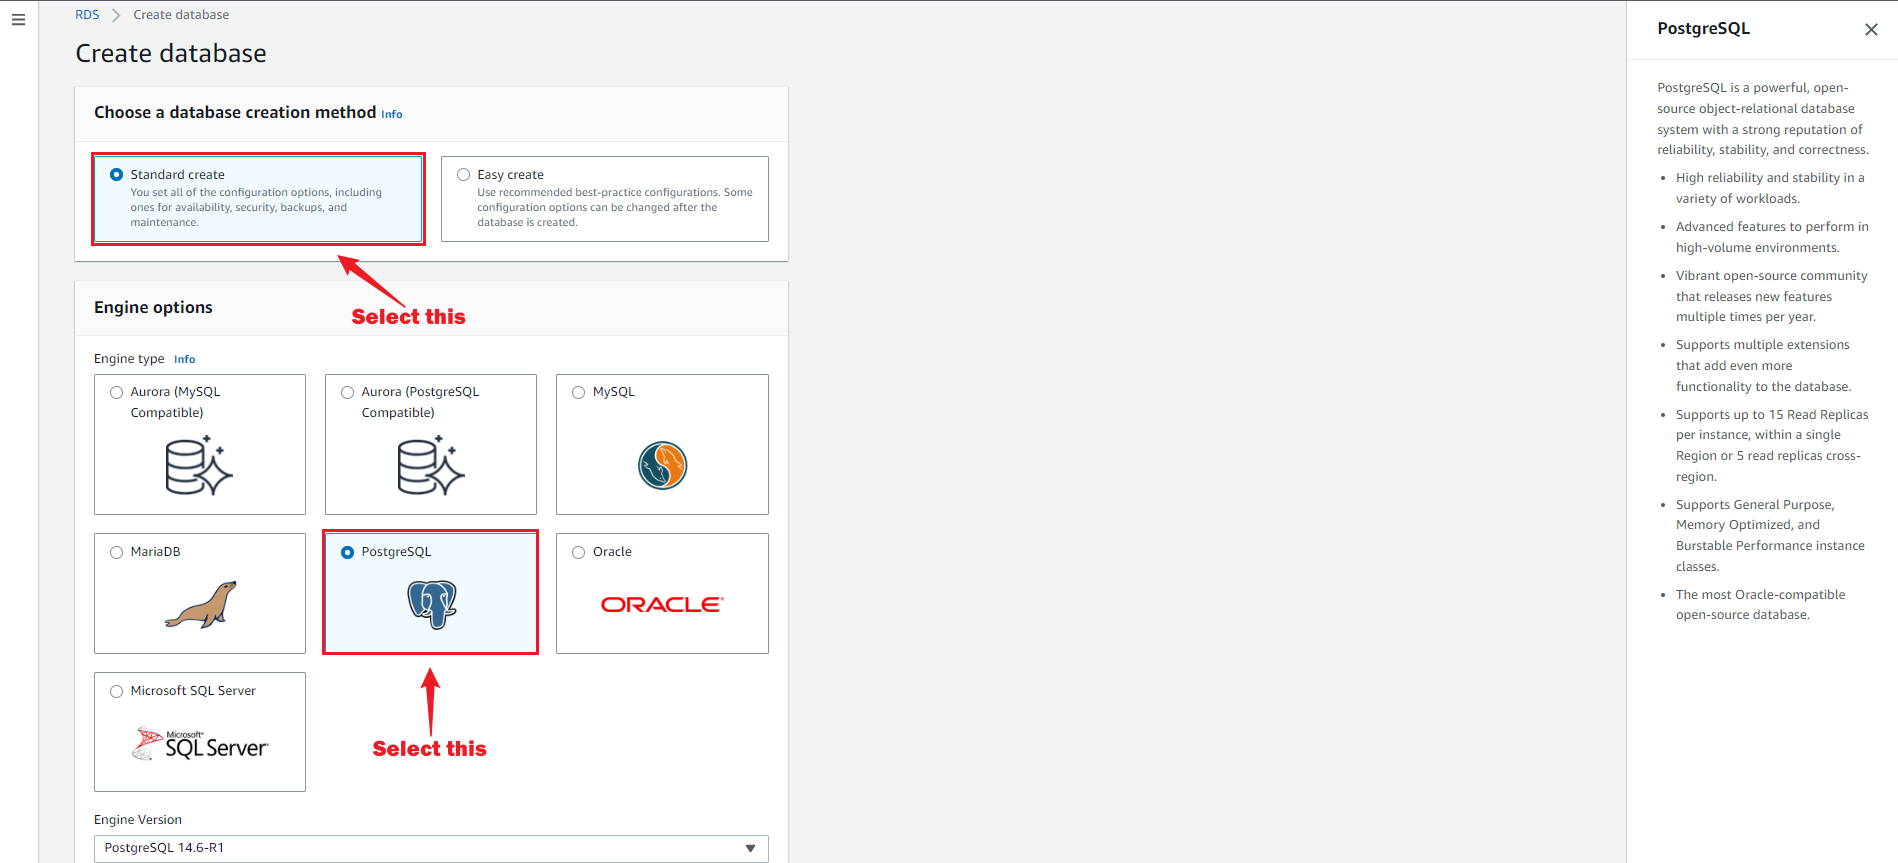 RDS > Create database
Create database
Choose a database creation method Info
Standard create
You set all of the configuration options, including
ones for availability, security, backups, and
maintenance.
Easy create
Use recommended best-practice configurations. Some
configuration options can be changed after the
database is created.
Select this
Engine options
Engine type Info
Aurora (MySQL
Compatible)
Aurora (PostgreSQL
Compatible)
MySQL
MariaDB
PostgreSQL
Oracle
ORACLE
Microsoft SQL Server
Microsoft
SQL Server
Select this
Engine Version
PostgreSQL 14.6-R1
PostgreSQL
PostgreSQL is a powerful, open-
source object-relational database
system with a strong reputation of
reliability, stability, and correctness.
• High reliability and stability in a
variety of workloads.
• Advanced features to perform in
high-volume environments.
• Vibrant open-source community
that releases new features
multiple times per year.
• Supports multiple extensions
that add even more
functionality to the database.
• Supports up to 15 Read Replicas
per instance, within a single
Region or 5 read replicas cross-
region.
• Supports General Purpose,
Memory Optimized, and
Burstable Performance instance
classes.
• The most Oracle-compatible
open-source database.